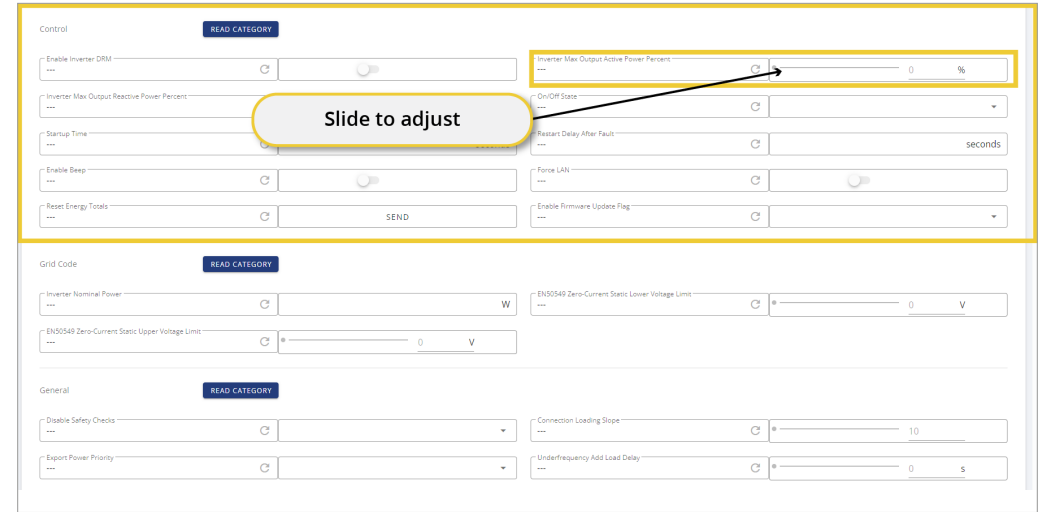 Control READ CATEGORY
Enable Inverter DRM
---
Inverter Max Output Active Power Percent
--- 0 %
Inverter Max Output Reactive Power Percent
---
On/Off State
---
Slide to adjust
Startup Time
---
Restart Delay After Fault
--- seconds
Enable Beep
---
Force LAN
---
Reset Energy Totals
--- SEND
Enable Firmware Update Flag
---
Grid Code READ CATEGORY
Inverter Nominal Power
--- W
EN50549 Zero-Current Static Lower Voltage Limit
--- 0 V
EN50549 Zero-Current Static Upper Voltage Limit
--- 0 V
General READ CATEGORY
Disable Safety Checks
---
Connection Loading Slope
--- 10
Export Power Priority
---
Underfrequency Add Load Delay
--- 0 s